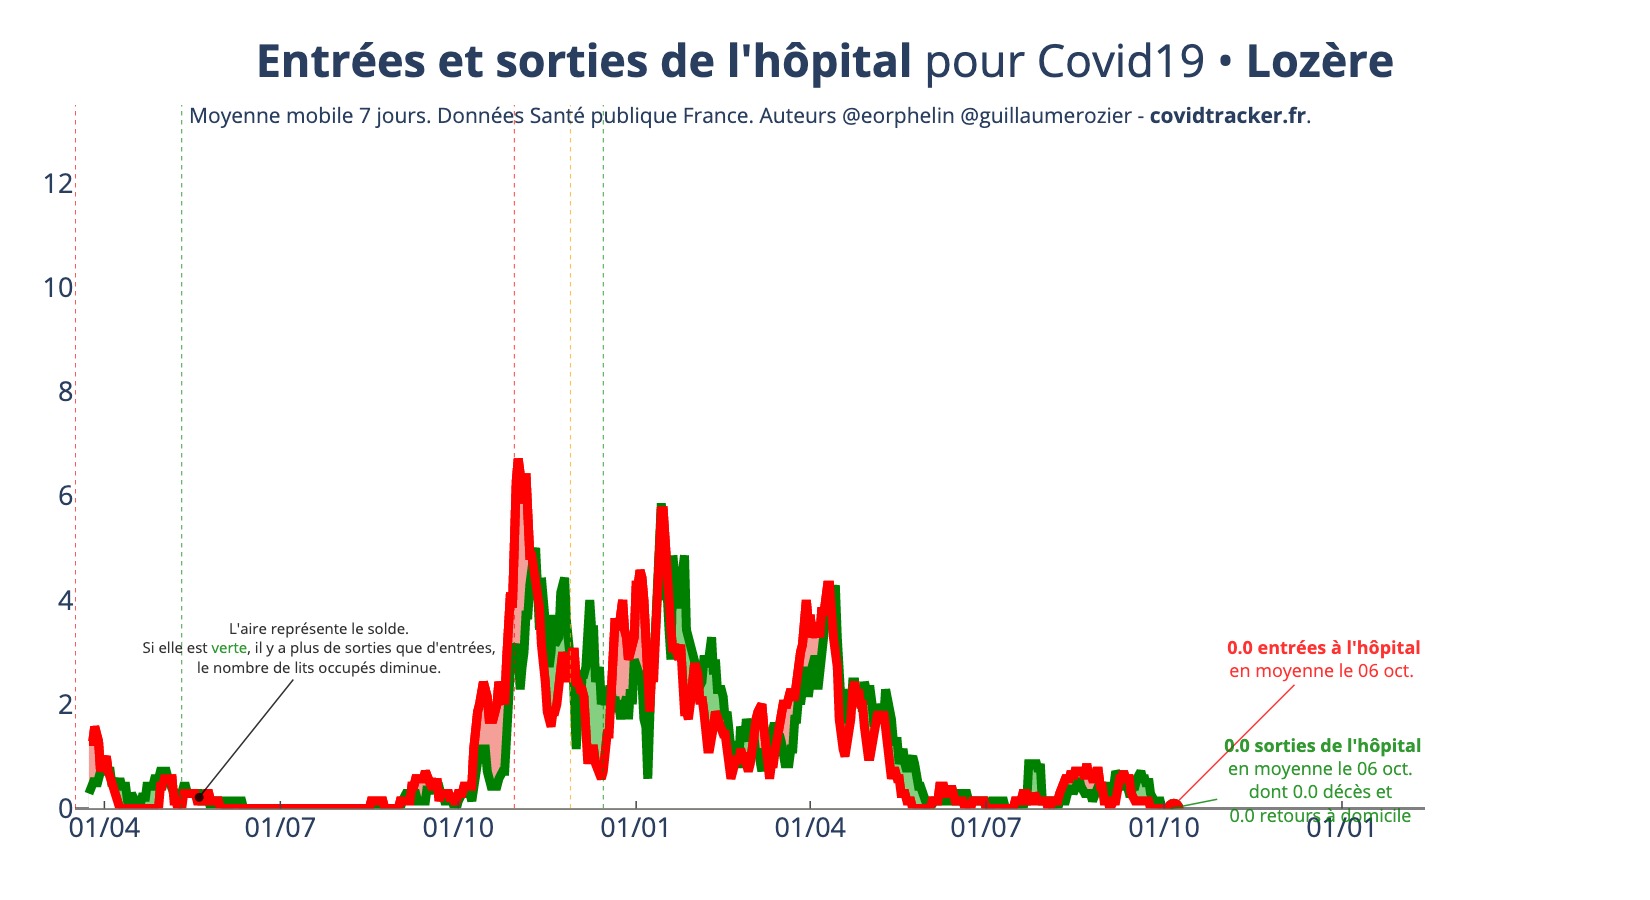 Entrées et sorties de l'hôpital pour Covid19 • Lozère
Moyenne mobile 7 jours. Données Santé publique France. Auteurs @eorphelin @guillaumerozier - covidtracker.fr.
12
10
8
6
4
2
0
L'aire représente le solde.
Si elle est verte, il y a plus de sorties que d'entrées,
le nombre de lits occupés diminue.
0.0 entrées à l'hôpital
en moyenne le 06 oct.
0.0 sorties de l'hôpital
en moyenne le 06 oct.
dont 0.0 décès et
0.0 retours à domicile
01/04 01/07 01/10 01/01 01/04 01/07 01/10 01/01